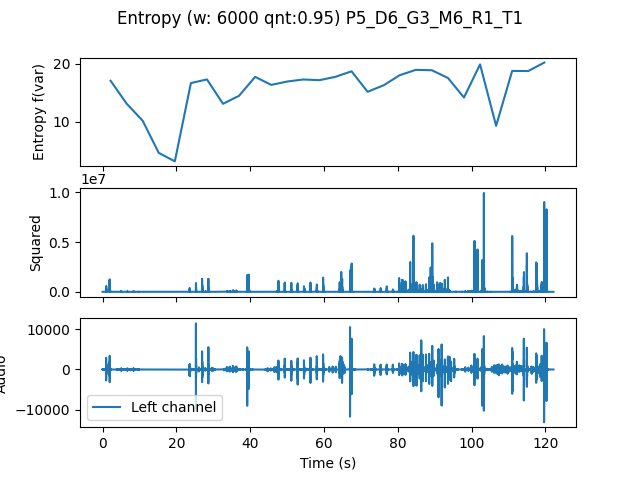 Entropy (w: 6000 qnt:0.95) P5_D6_G3_M6_R1_T1
20
10
Entropy f(var)
1e7
1.0
0.5
0.0
Squared
10000
0
−10000
Audio
Left channel
0 20 40 60 80 100 120
Time (s)